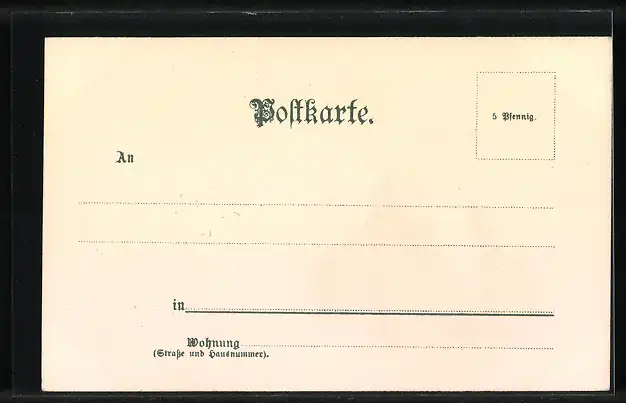 Postkarte.
5 Pfennig.
An
in
Wohnung
(Straße und Hausnummer).